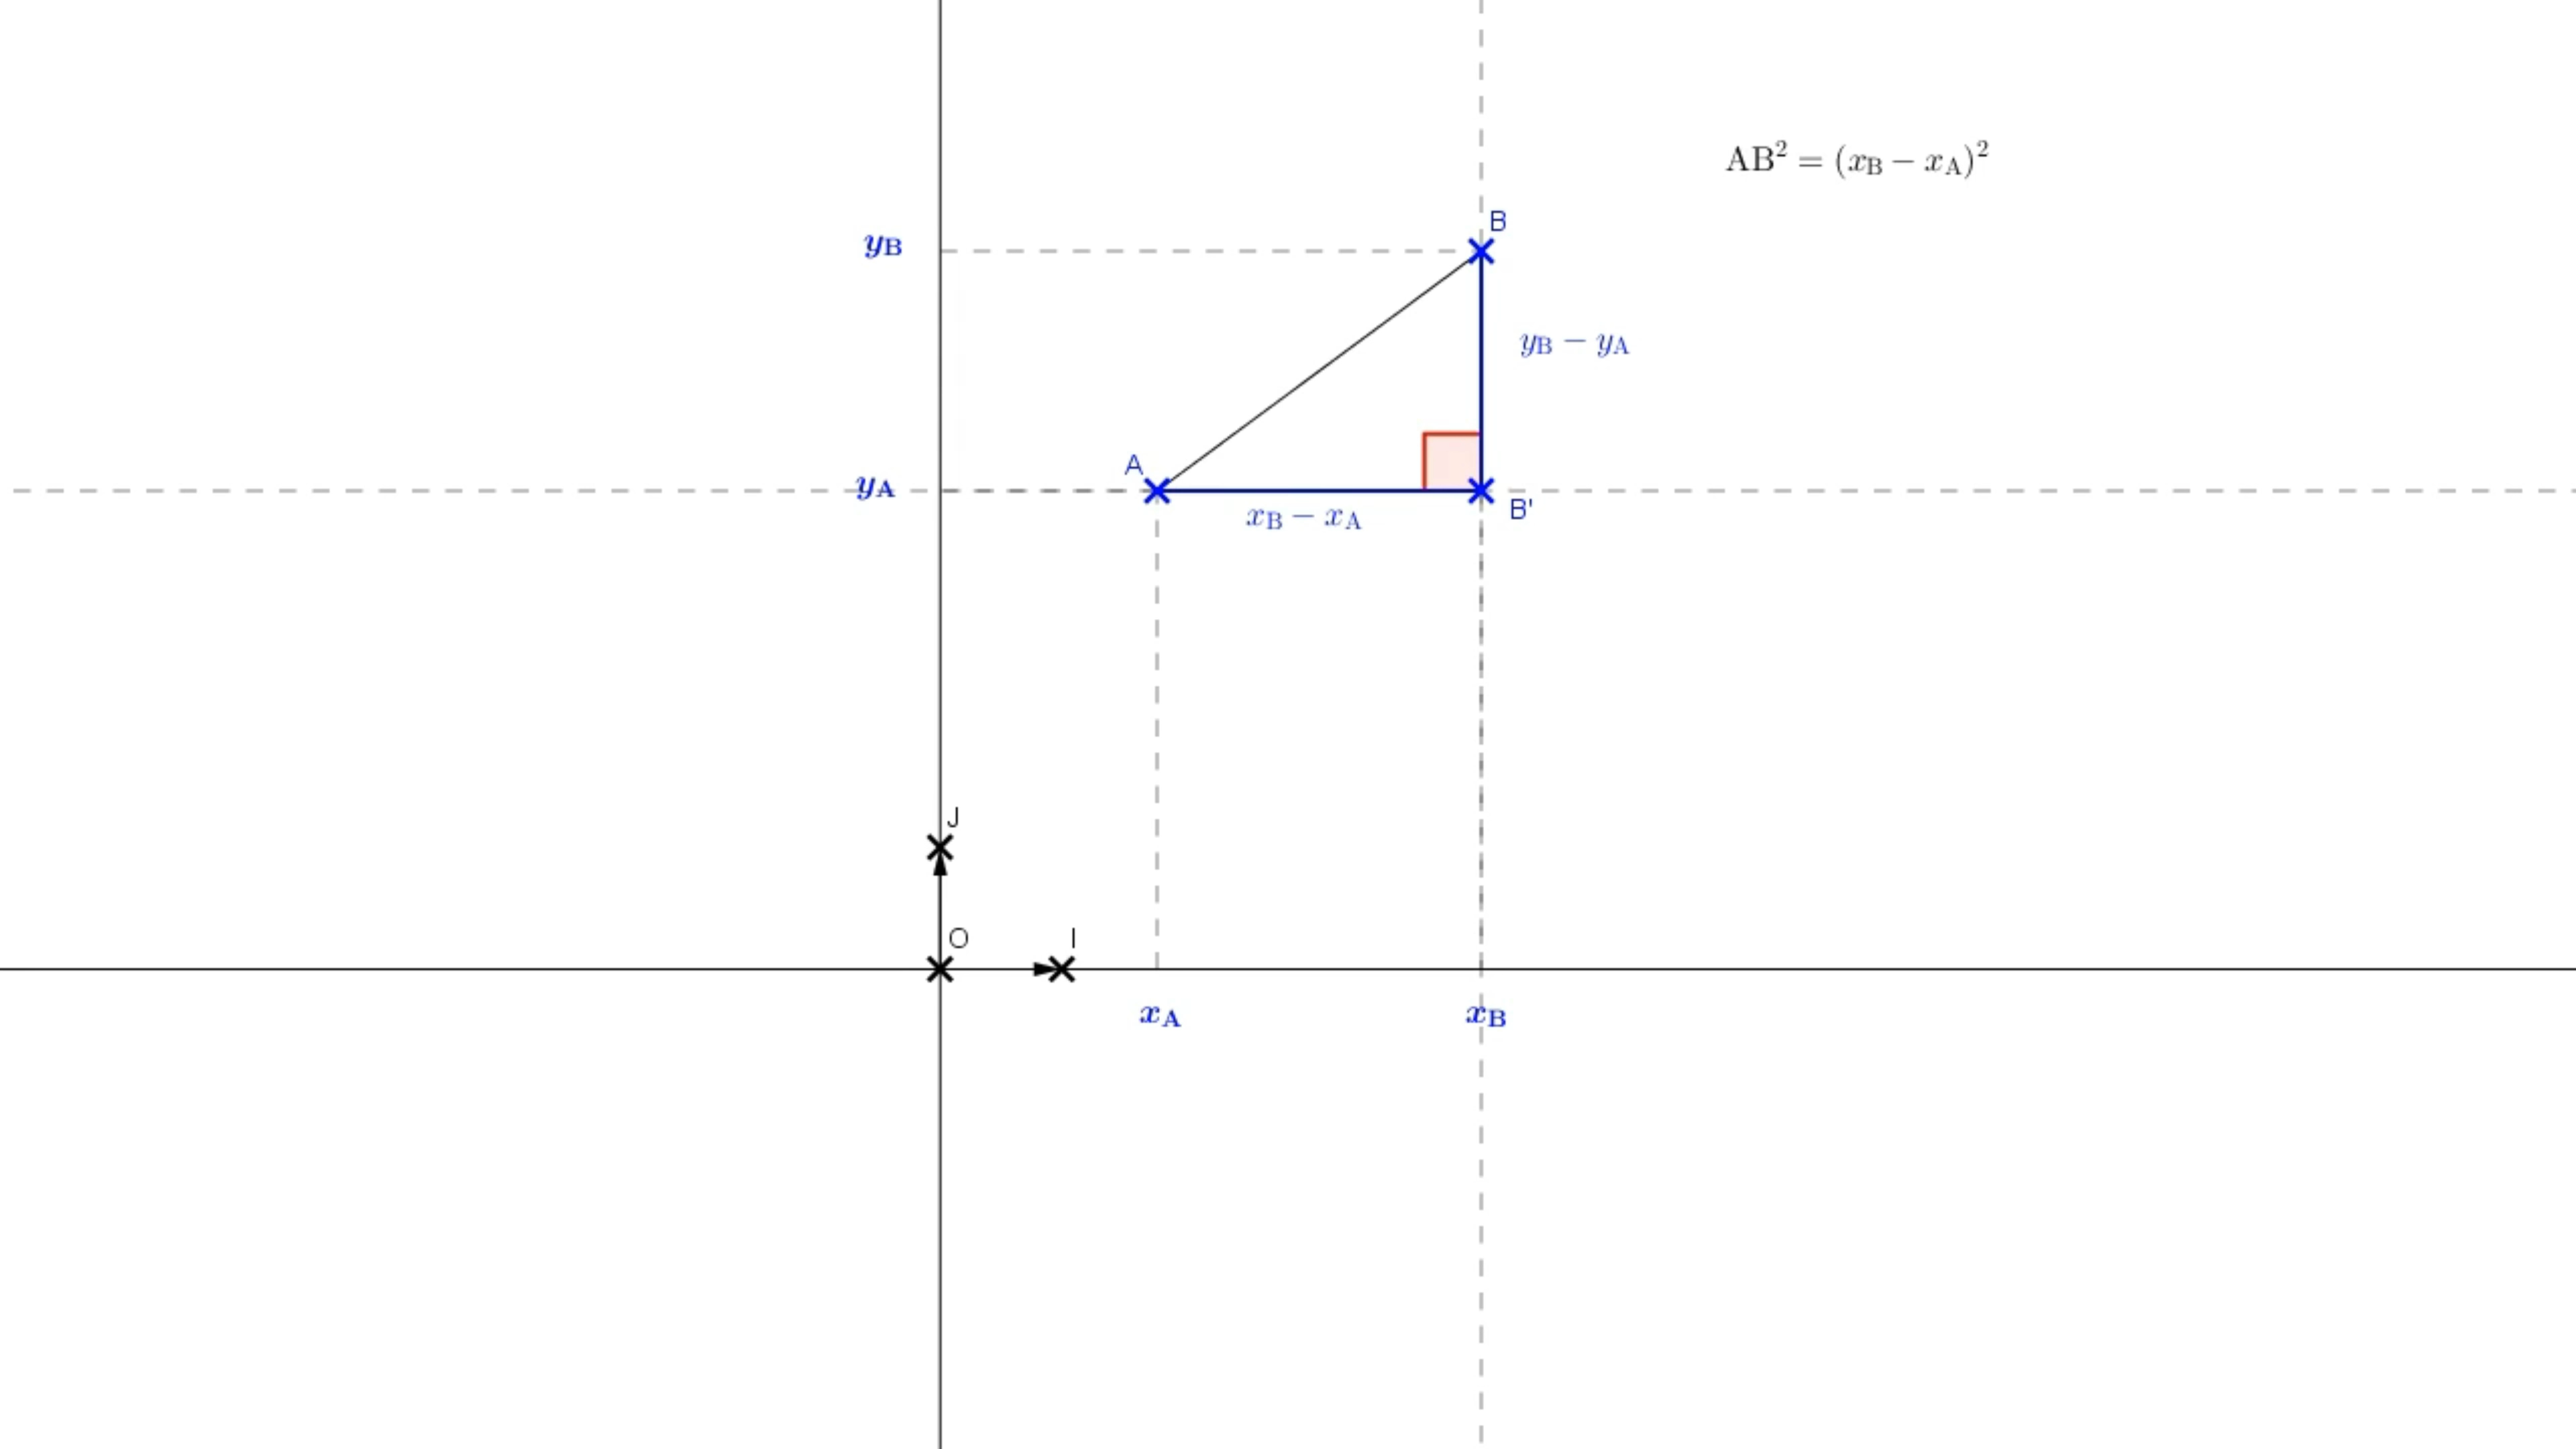 AB² = (x_B − x_A)²
B
y_B
y_B − y_A
A
y_A
x_B − x_A
B'
J
O
I
x_A
x_B